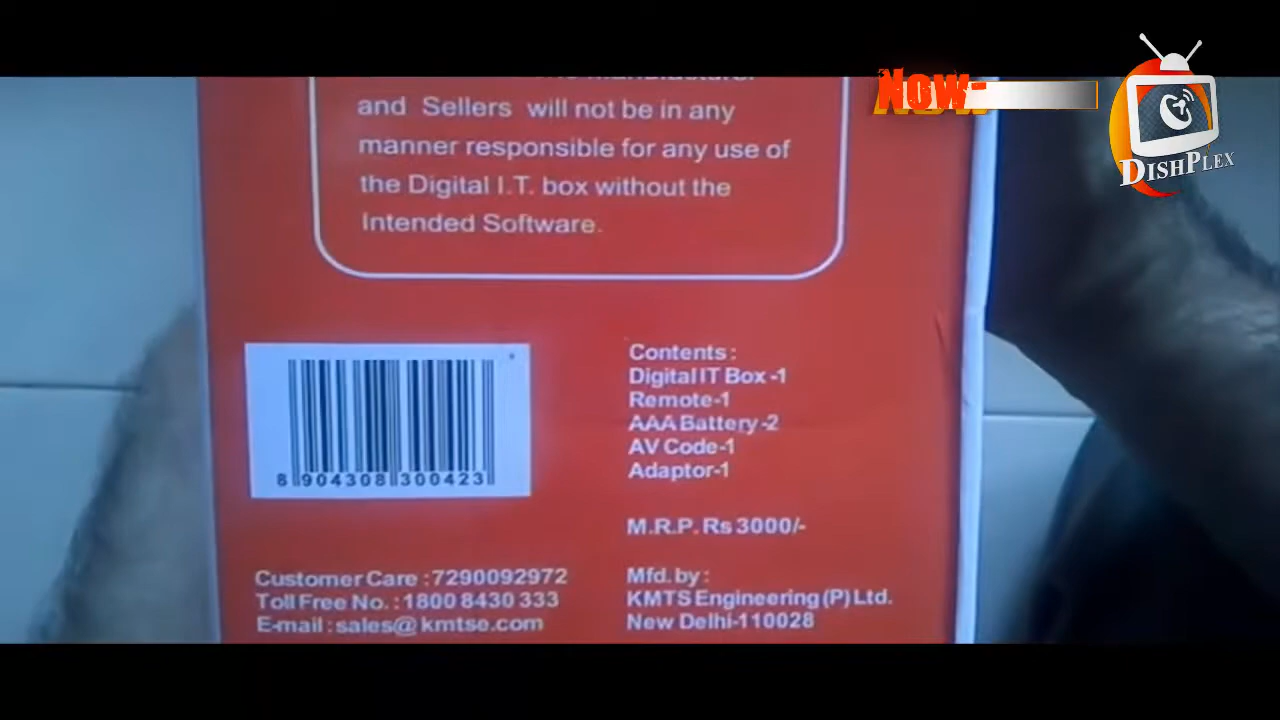 Now-
DISHPLEX
and Sellers will not be in any
manner responsible for any use of
the Digital I.T. box without the
Intended Software.
8 904308 300423
Contents :
Digital IT Box -1
Remote-1
AAA Battery -2
AV Code-1
Adaptor-1
M.R.P. Rs 3000/-
Customer Care : 7290092972
Toll Free No. : 1800 8430 333
E-mail : sales@kmtse.com
Mfd. by :
KMTS Engineering (P) Ltd.
New Delhi-110028